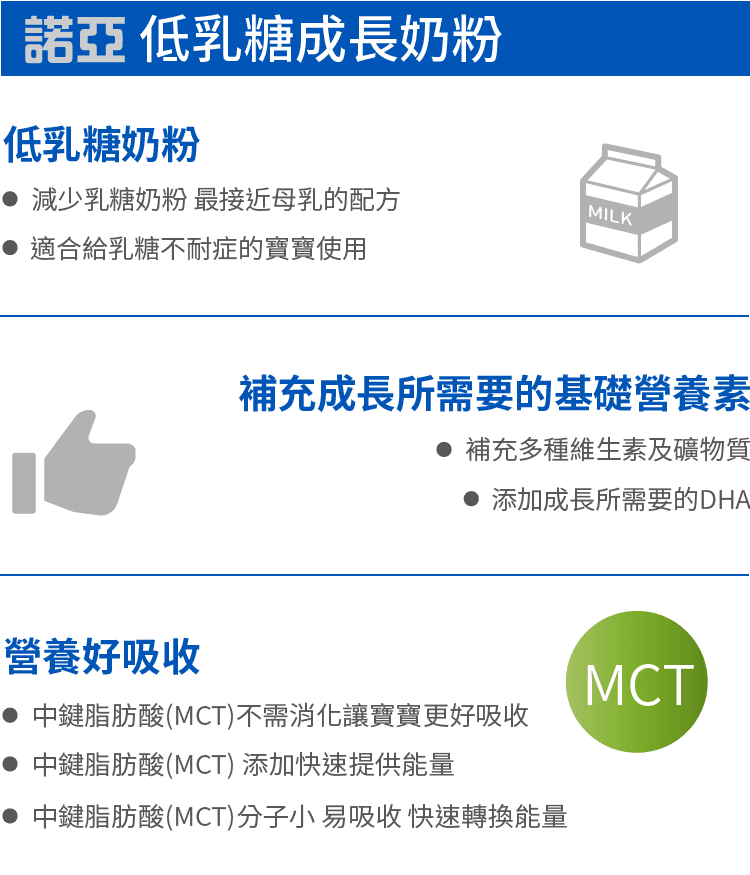 諾亞 低乳糖成長奶粉
低乳糖奶粉
● 減少乳糖奶粉 最接近母乳的配方
MILK
● 適合給乳糖不耐症的寶寶使用
補充成長所需要的基礎營養素
● 補充多種維生素及礦物質
● 添加成長所需要的DHA
營養好吸收
MCT
● 中鍵脂肪酸(MCT)不需消化讓寶寶更好吸收
● 中鍵脂肪酸(MCT) 添加快速提供能量
● 中鍵脂肪酸(MCT)分子小 易吸收 快速轉換能量